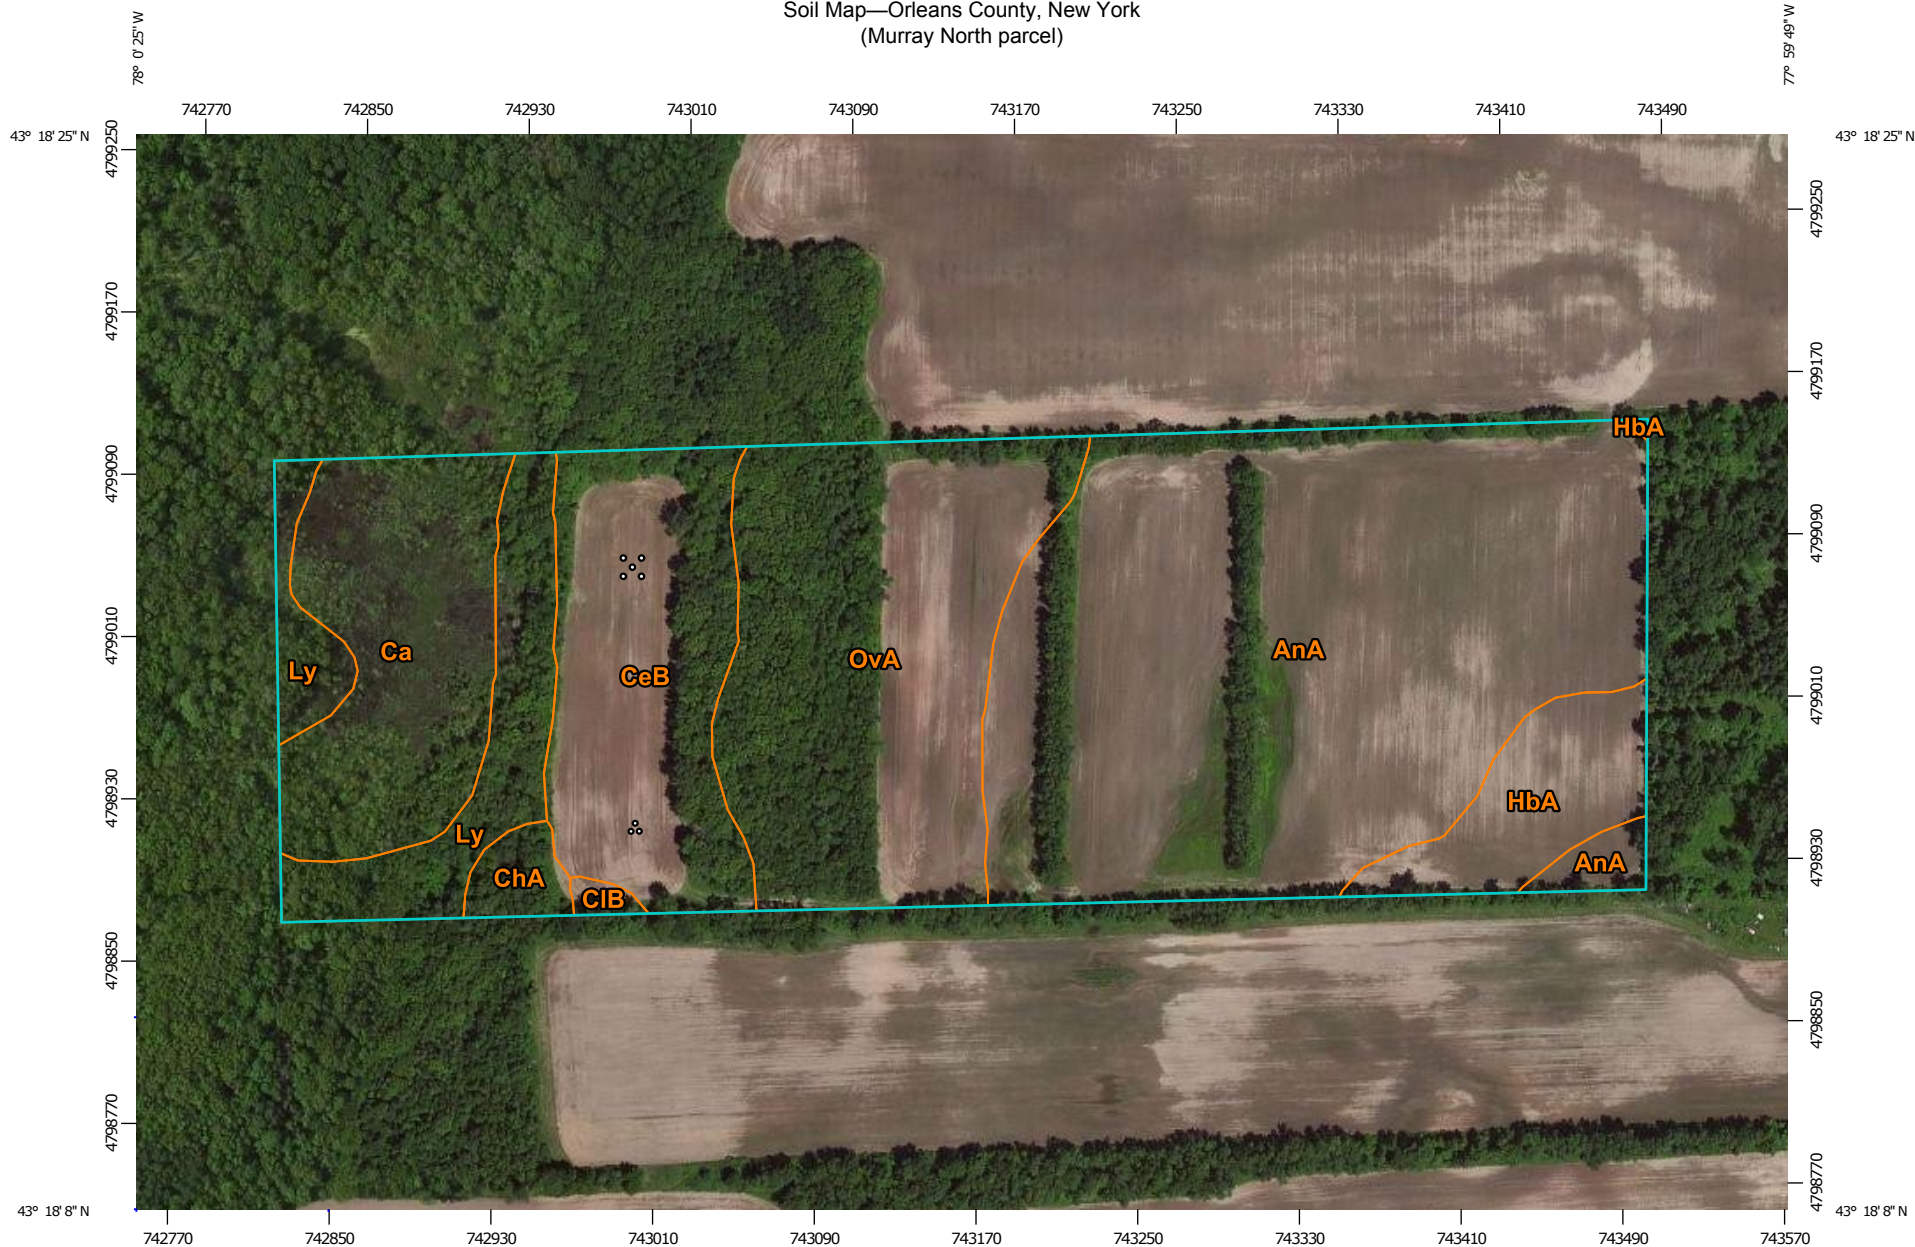 Soil Map—Orleans County, New York
(Murray North parcel)
78° 0' 25'' W
77° 59' 49'' W
742770 742850 742930 743010 743090 743170 743250 743330 743410 743490
43° 18' 25'' N
43° 18' 25'' N
4799250
4799250
4799170
4799170
HbA
4799090
4799090
4799010
4799010
Ly
Ca
CeB
OvA
AnA
4798930
4798930
Ly
HbA
ChA
ClB
AnA
4798850
4798850
4798770
4798770
43° 18' 8'' N
43° 18' 8'' N
742770 742850 742930 743010 743090 743170 743250 743330 743410 743490 743570